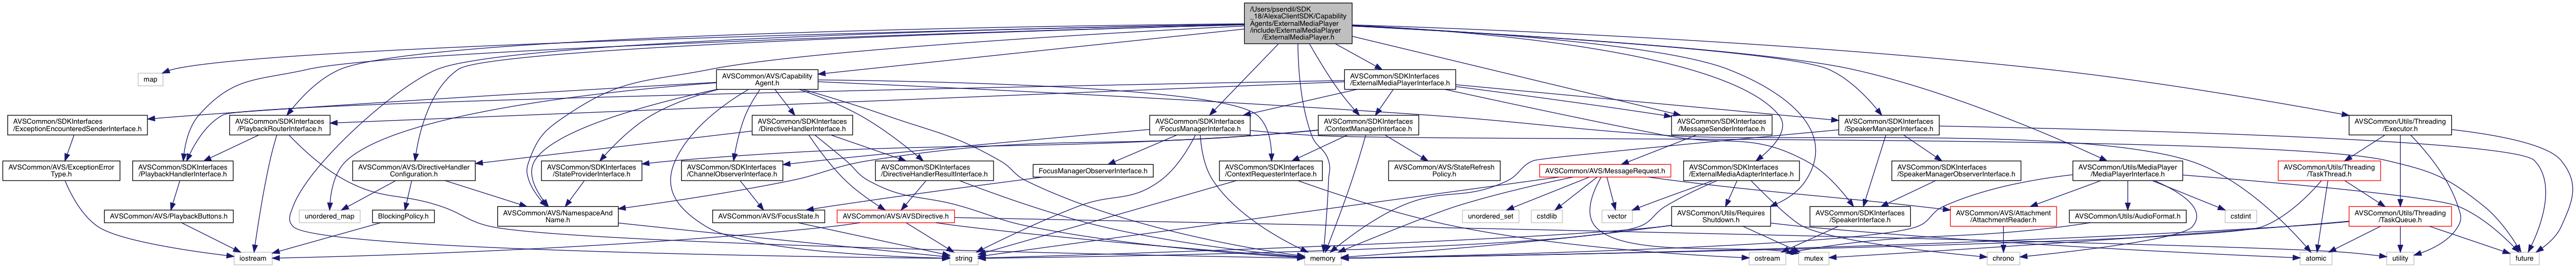 /Users/psendil/SDK
_18/AlexaClientSDK/Capability
Agents/ExternalMediaPlayer
/include/ExternalMediaPlayer
/ExternalMediaPlayer.h
map
AVSCommon/AVS/Capability
Agent.h
AVSCommon/SDKInterfaces
/ExternalMediaPlayerInterface.h
AVSCommon/SDKInterfaces
/ExceptionEncounteredSenderInterface.h
AVSCommon/SDKInterfaces
/PlaybackRouterInterface.h
AVSCommon/SDKInterfaces
/DirectiveHandlerInterface.h
AVSCommon/SDKInterfaces
/FocusManagerInterface.h
AVSCommon/SDKInterfaces
/ContextManagerInterface.h
AVSCommon/SDKInterfaces
/MessageSenderInterface.h
AVSCommon/SDKInterfaces
/SpeakerManagerInterface.h
AVSCommon/Utils/Threading
/Executor.h
AVSCommon/AVS/ExceptionError
Type.h
AVSCommon/SDKInterfaces
/PlaybackHandlerInterface.h
AVSCommon/AVS/DirectiveHandler
Configuration.h
AVSCommon/SDKInterfaces
/StateProviderInterface.h
AVSCommon/SDKInterfaces
/ChannelObserverInterface.h
AVSCommon/SDKInterfaces
/DirectiveHandlerResultInterface.h
FocusManagerObserverInterface.h
AVSCommon/SDKInterfaces
/ContextRequesterInterface.h
AVSCommon/AVS/StateRefresh
Policy.h
AVSCommon/AVS/MessageRequest.h
AVSCommon/SDKInterfaces
/ExternalMediaAdapterInterface.h
AVSCommon/SDKInterfaces
/SpeakerManagerObserverInterface.h
AVSCommon/Utils/MediaPlayer
/MediaPlayerInterface.h
AVSCommon/Utils/Threading
/TaskThread.h
AVSCommon/AVS/PlaybackButtons.h
unordered_map
BlockingPolicy.h
AVSCommon/AVS/NamespaceAnd
Name.h
AVSCommon/AVS/FocusState.h
AVSCommon/AVS/AVSDirective.h
unordered_set
cstdlib
vector
AVSCommon/Utils/Requires
Shutdown.h
AVSCommon/SDKInterfaces
/SpeakerInterface.h
AVSCommon/AVS/Attachment
/AttachmentReader.h
AVSCommon/Utils/AudioFormat.h
cstdint
AVSCommon/Utils/Threading
/TaskQueue.h
iostream
string
memory
ostream
mutex
chrono
atomic
utility
future